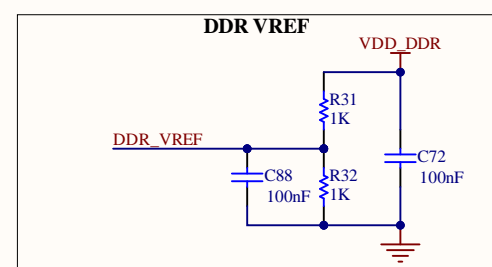 DDR VREF
VDD_DDR
R31
1K
DDR_VREF
C88
100nF
R32
1K
C72
100nF